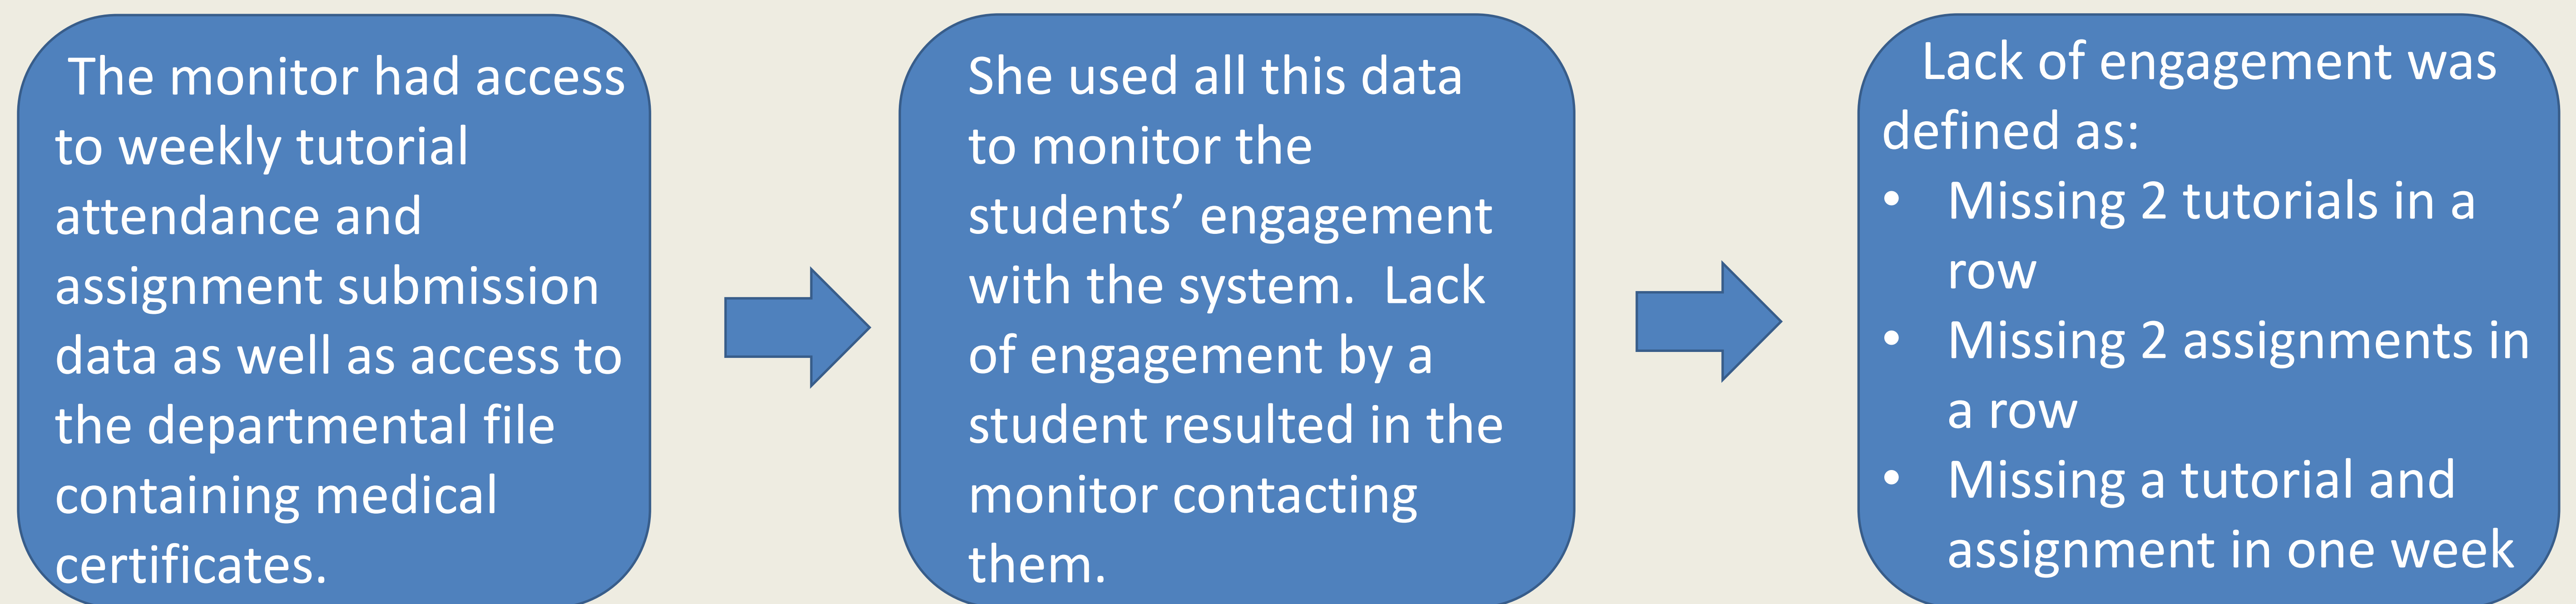 The monitor had access
to weekly tutorial
attendance and
assignment submission
data as well as access to
the departmental file
containing medical
certificates.
She used all this data
to monitor the
students’ engagement
with the system.  Lack
of engagement by a
student resulted in the
monitor contacting
them.
Lack of engagement was
defined as:
• Missing 2 tutorials in a
row
• Missing 2 assignments in
a row
• Missing a tutorial and
assignment in one week